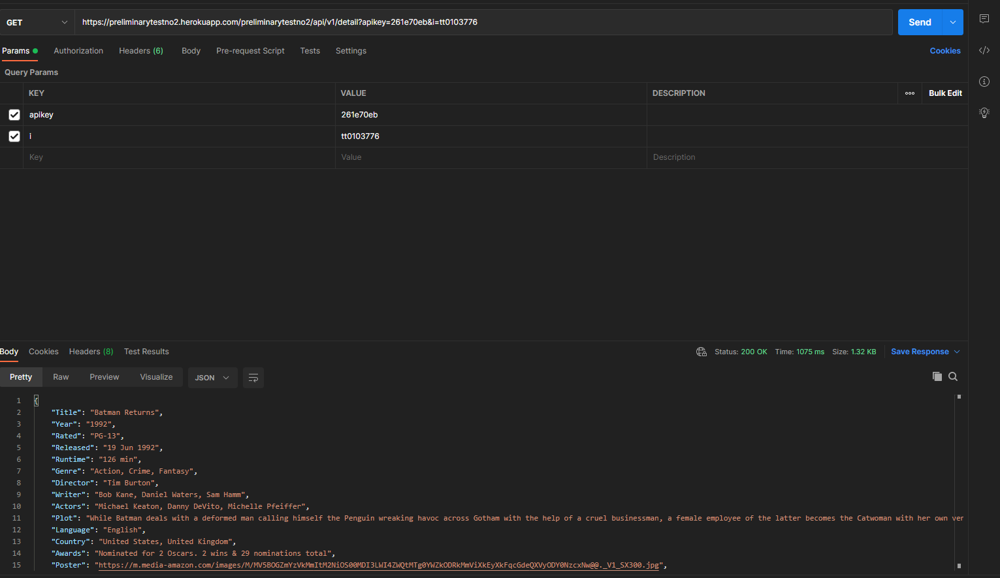 GET
https://preliminarytestno2.herokuapp.com/preliminarytestno2/api/v1/detail?apikey=261e70eb&i=tt0103776
Send
Params
Authorization
Headers (6)
Body
Pre-request Script
Tests
Settings
Cookies
Query Params
KEY VALUE DESCRIPTION Bulk Edit
apikey 261e70eb
i tt0103776
Key Value Description
Body Cookies Headers (8) Test Results Status: 200 OK Time: 1075 ms Size: 1.32 KB Save Response
Pretty Raw Preview Visualize JSON
1 {
2 "Title": "Batman Returns",
3 "Year": "1992",
4 "Rated": "PG-13",
5 "Released": "19 Jun 1992",
6 "Runtime": "126 min",
7 "Genre": "Action, Crime, Fantasy",
8 "Director": "Tim Burton",
9 "Writer": "Bob Kane, Daniel Waters, Sam Hamm",
10 "Actors": "Michael Keaton, Danny DeVito, Michelle Pfeiffer",
11 "Plot": "While Batman deals with a deformed man calling himself the Penguin wreaking havoc across Gotham with the help of a cruel businessman, a female employee of the latter becomes the Catwoman with her own ver
12 "Language": "English",
13 "Country": "United States, United Kingdom",
14 "Awards": "Nominated for 2 Oscars. 2 wins & 29 nominations total",
15 "Poster": "https://m.media-amazon.com/images/M/MV5BOGZmYzVkMmItM2NiOS00MDI3LWI4ZWQtMTg0YWZkODRkMmViXkEyXkFqcGdeQXVyODY0NzcxNw@@._V1_SX300.jpg",